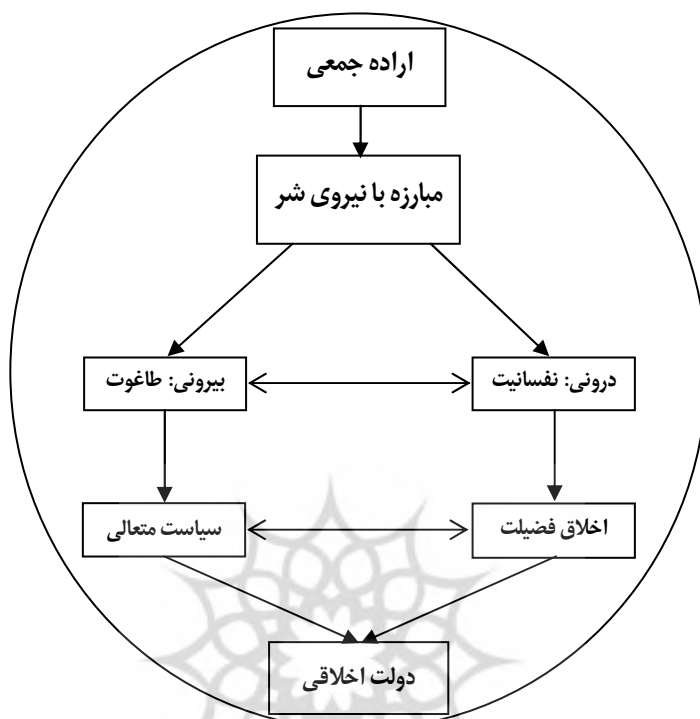 اراده جمعی
مبارزه با نیروی شر
درونی: نفسانیت
بیرونی: طاغوت
اخلاق فضیلت
سیاست متعالی
دولت اخلاقی